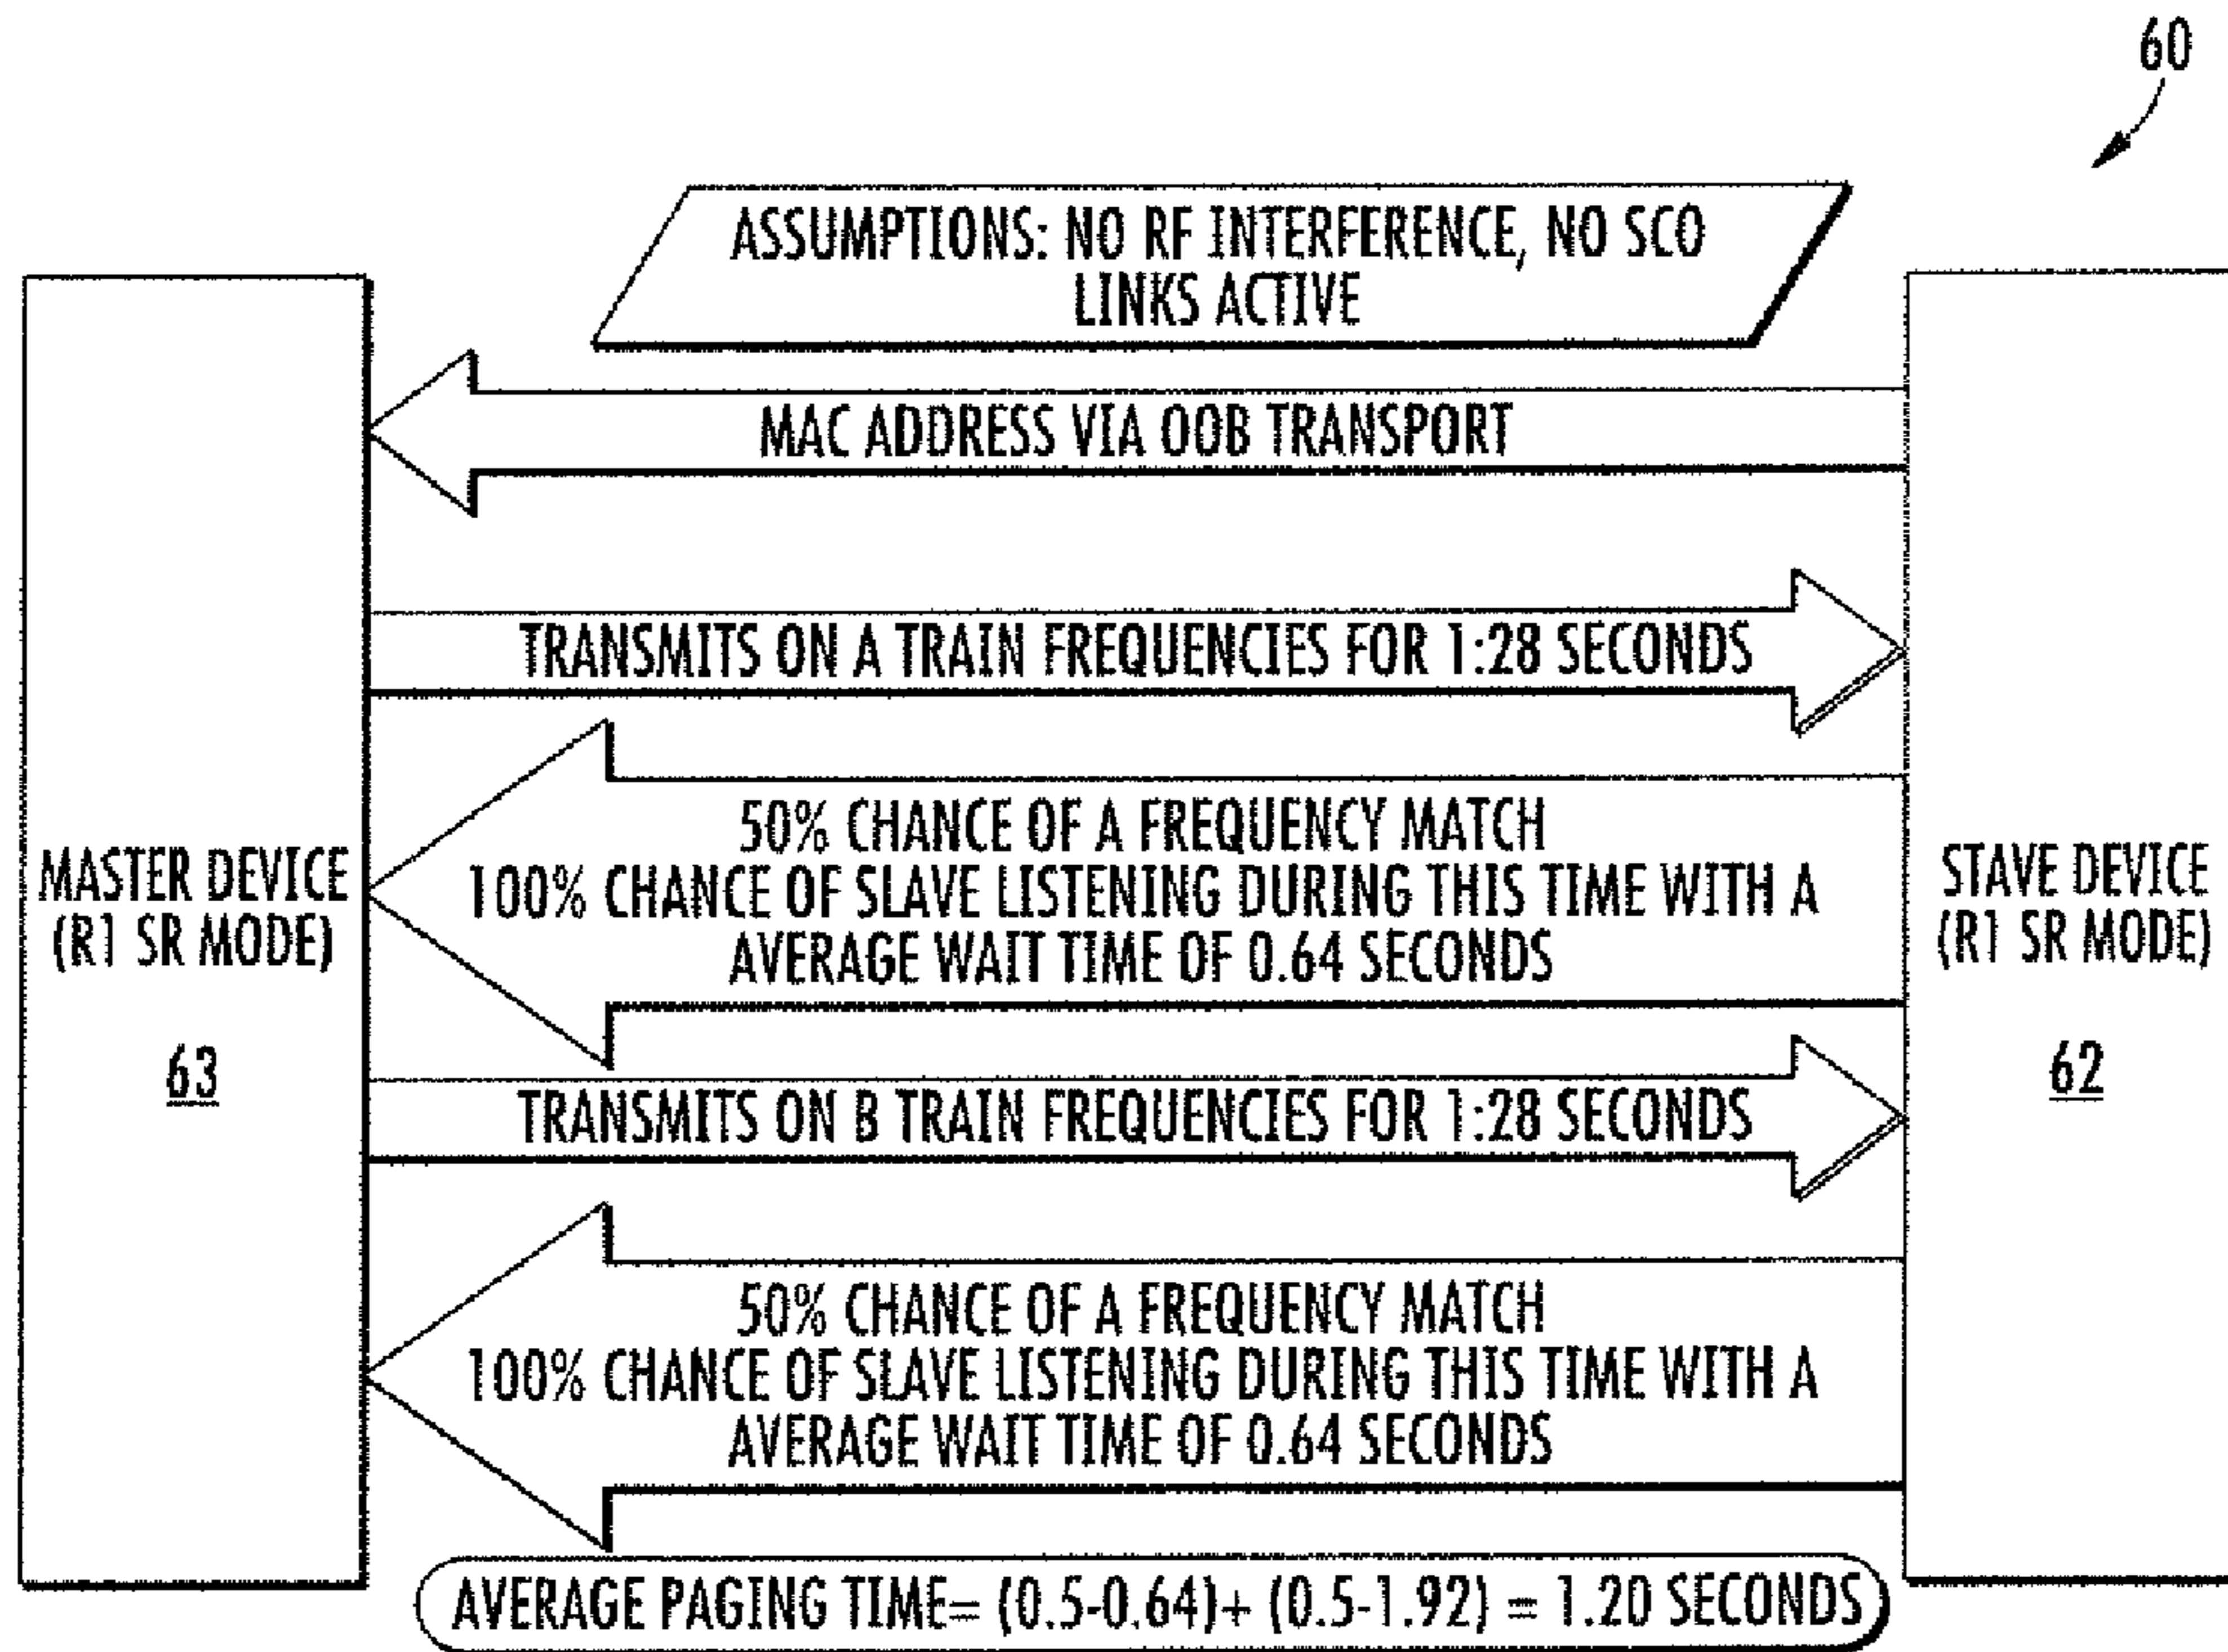 60
ASSUMPTIONS: NO RF INTERFERENCE, NO SCO
LINKS ACTIVE
MAC ADDRESS VIA OOB TRANSPORT
TRANSMITS ON A TRAIN FREQUENCIES FOR 1:28 SECONDS
50% CHANCE OF A FREQUENCY MATCH
100% CHANCE OF SLAVE LISTENING DURING THIS TIME WITH A
AVERAGE WAIT TIME OF 0.64 SECONDS
MASTER DEVICE
(R1 SR MODE)
63
STAVE DEVICE
(R1 SR MODE)
62
TRANSMITS ON B TRAIN FREQUENCIES FOR 1:28 SECONDS
50% CHANCE OF A FREQUENCY MATCH
100% CHANCE OF SLAVE LISTENING DURING THIS TIME WITH A
AVERAGE WAIT TIME OF 0.64 SECONDS
AVERAGE PAGING TIME= (0.5-0.64)+ (0.5-1.92) = 1.20 SECONDS